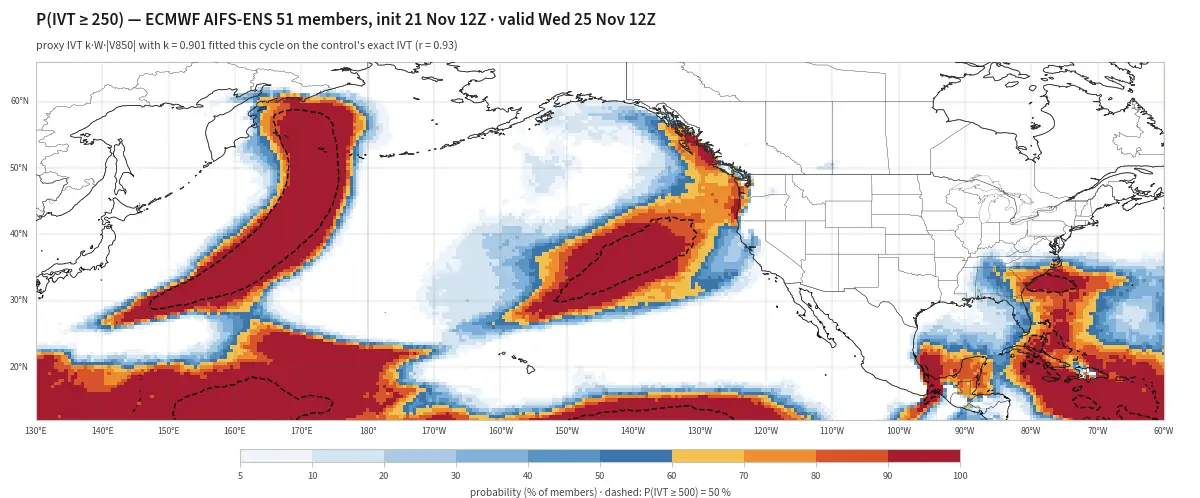 P(IVT ≥ 250) — ECMWF AIFS-ENS 51 members, init 21 Nov 12Z · valid Wed 25 Nov 12Z
proxy IVT k·W·|V850| with k = 0.901 fitted this cycle on the control's exact IVT (r = 0.93)
60°N
50°N
40°N
30°N
20°N
130°E 140°E 150°E 160°E 170°E 180° 170°W 160°W 150°W 140°W 130°W 120°W 110°W 100°W 90°W 80°W 70°W 60°W
5 10 20 30 40 50 60 70 80 90 100
probability (% of members) · dashed: P(IVT ≥ 500) = 50 %